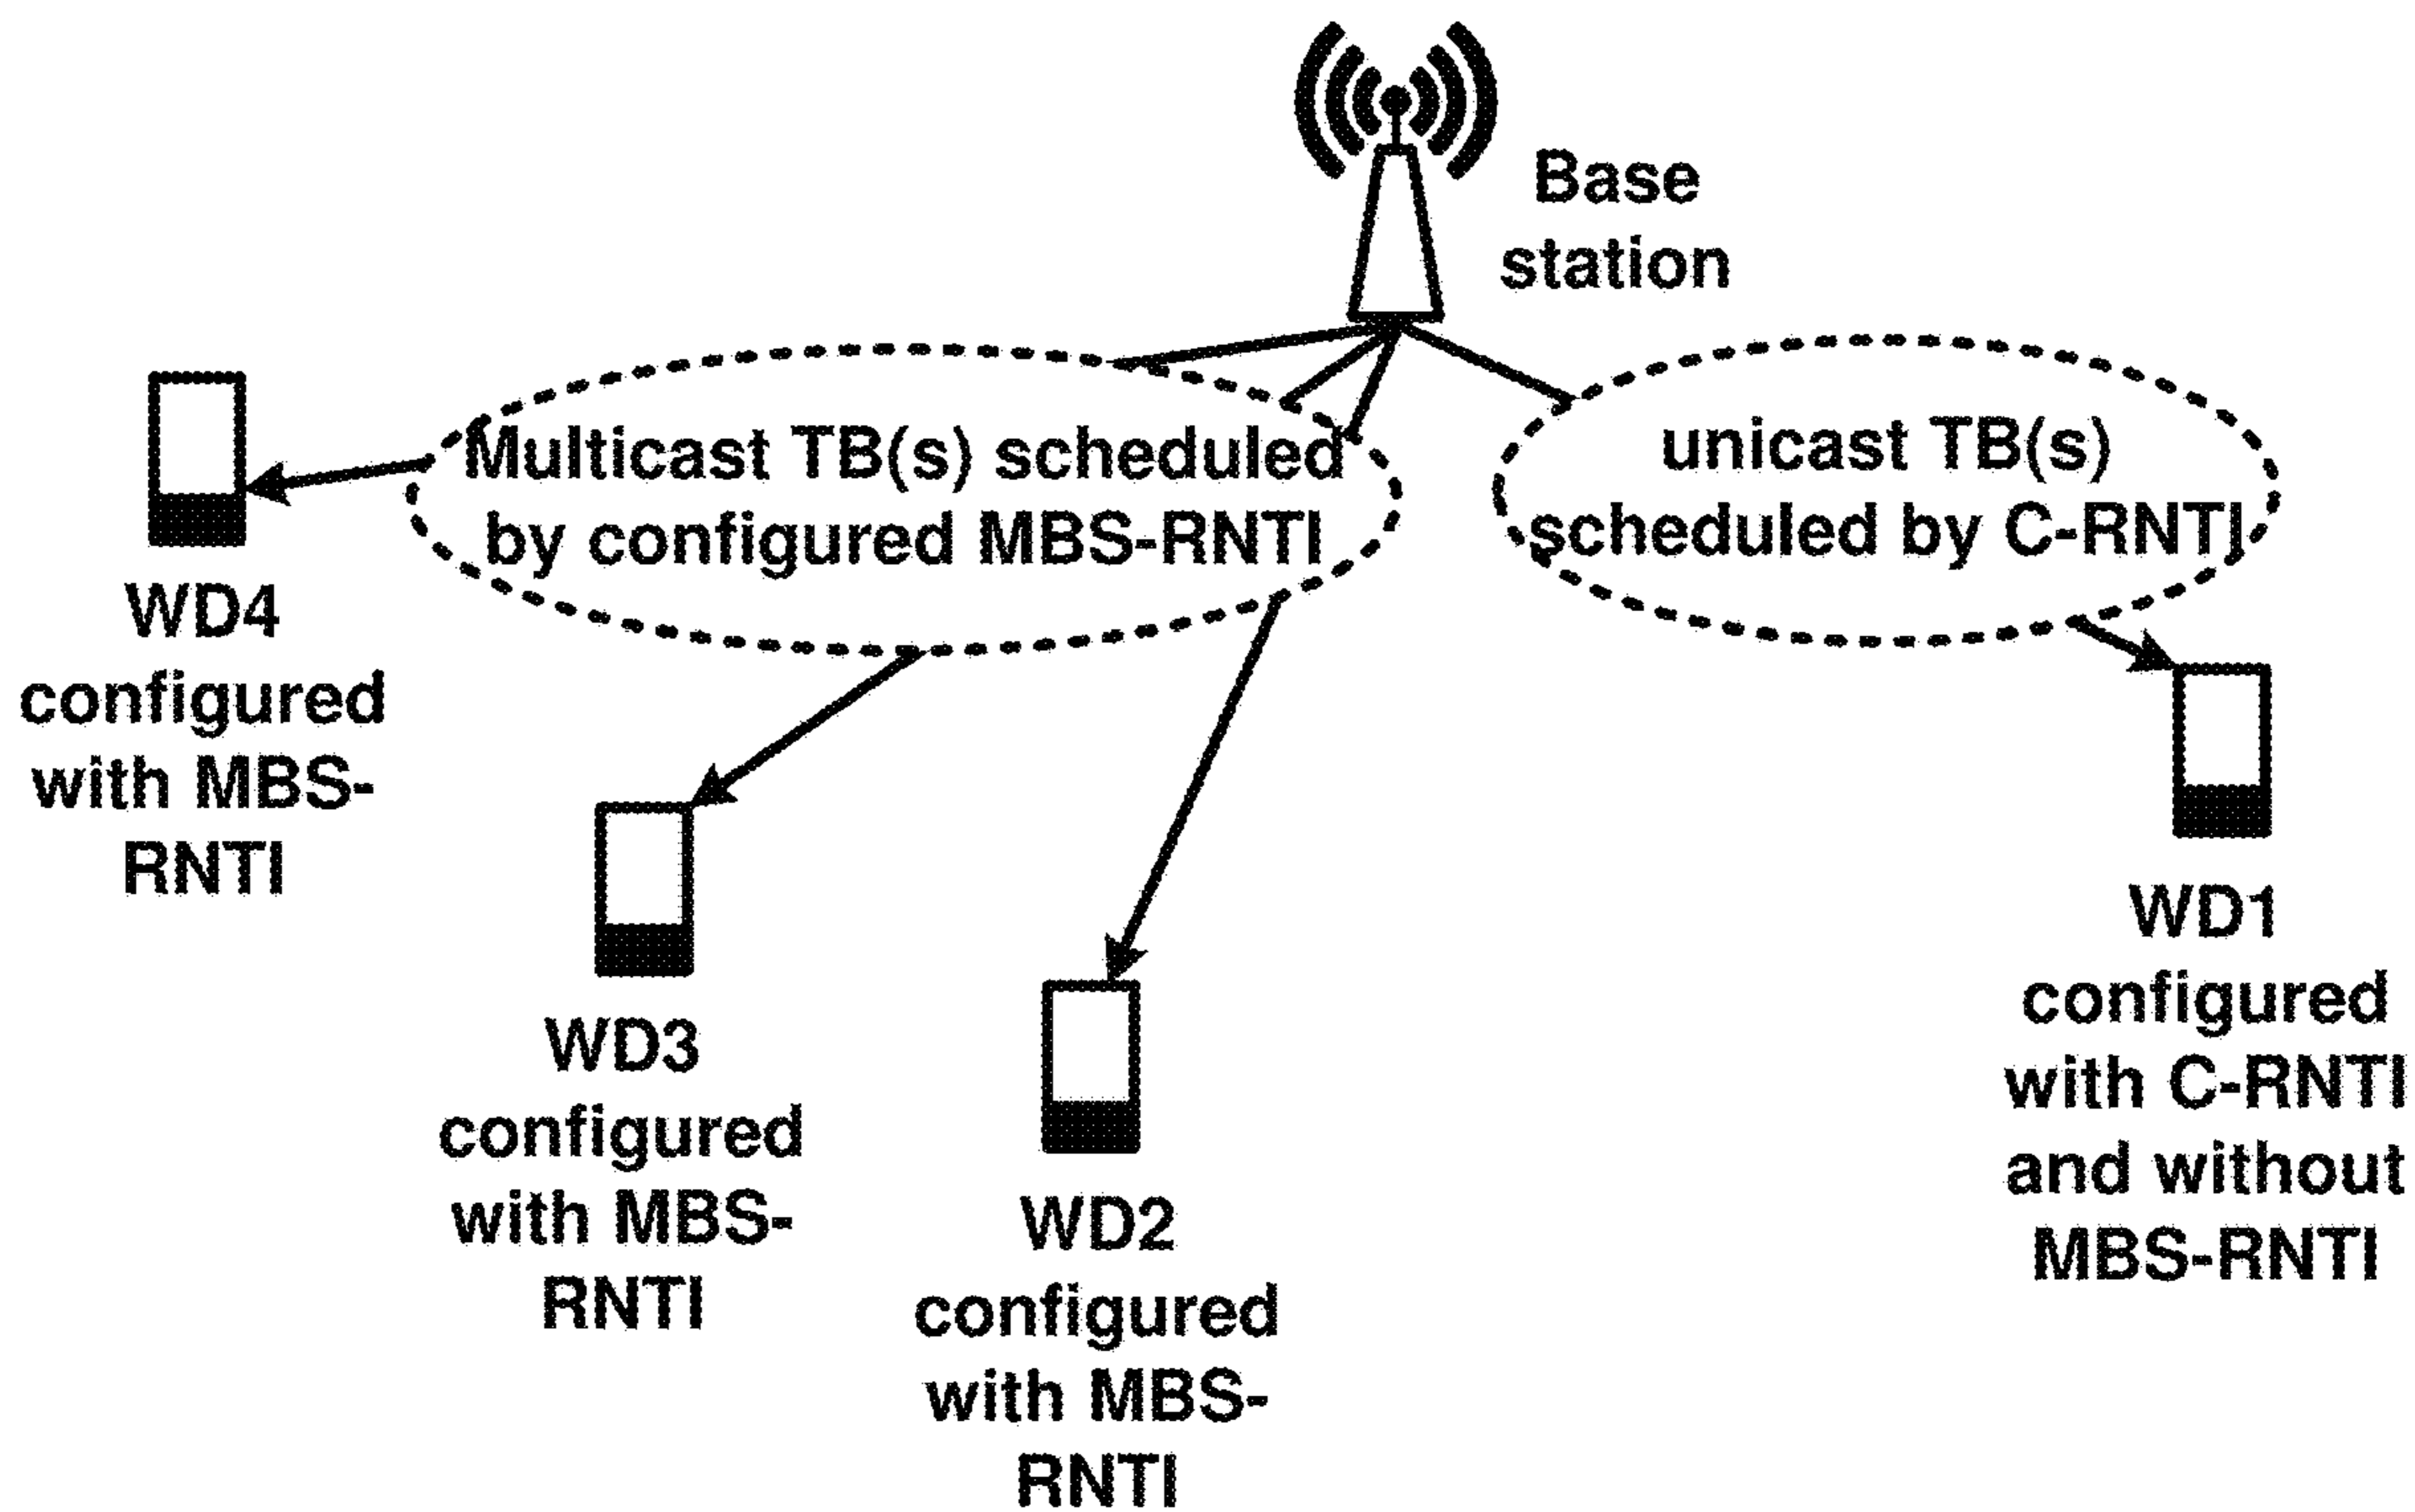 Base
station
Multicast TB(s) scheduled
by configured MBS-RNTI
unicast TB(s)
scheduled by C-RNTI
WD4
configured
with MBS-
RNTI
WD3
configured
with MBS-
RNTI
WD2
configured
with MBS-
RNTI
WD1
configured
with C-RNTI
and without
MBS-RNTI